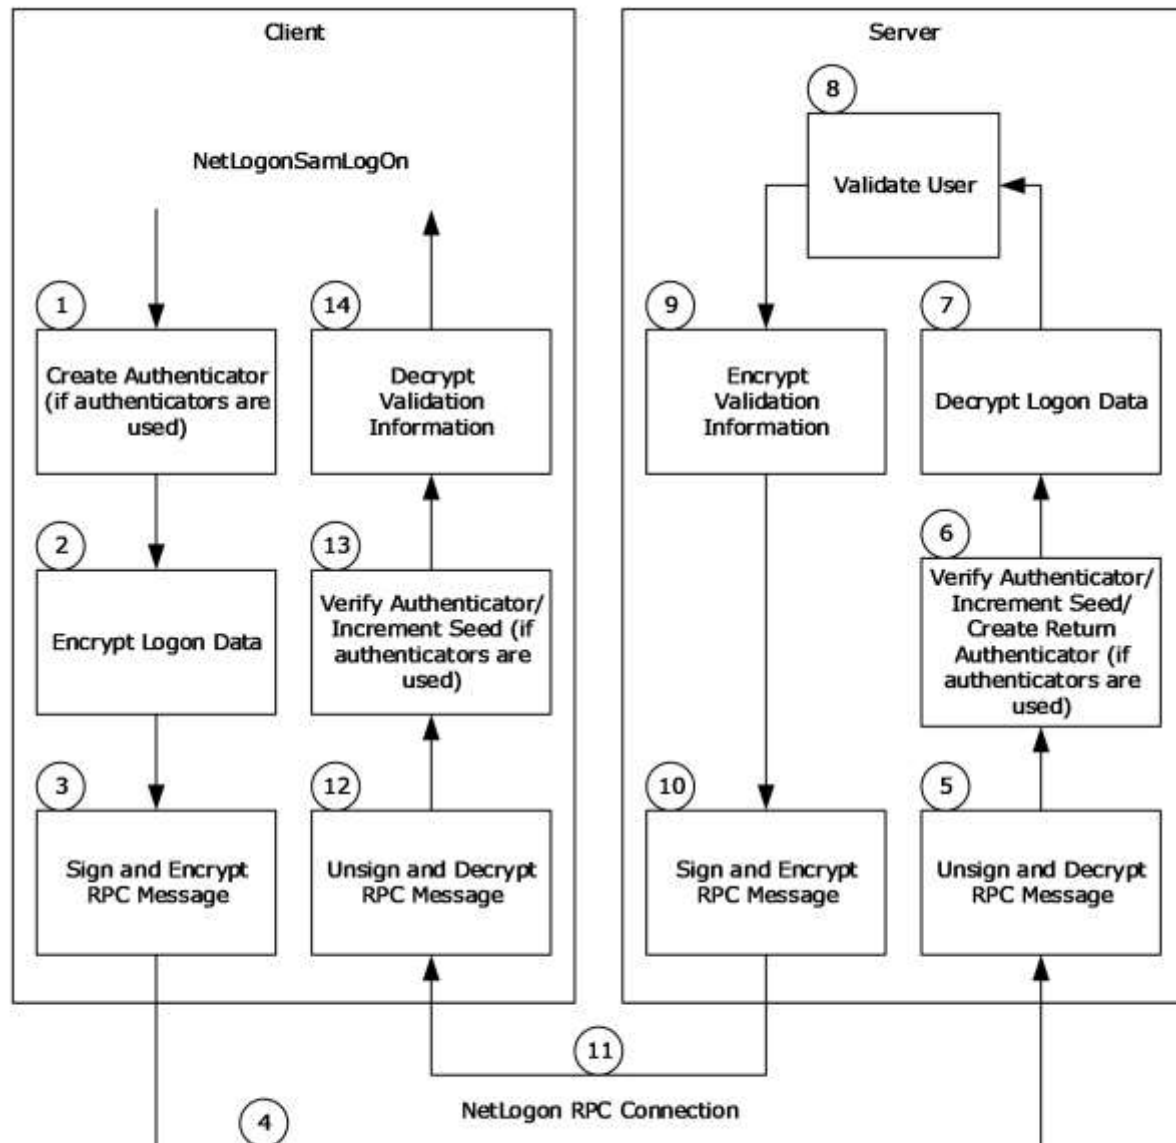 Client
NetLogonSamLogOn
1
Create Authenticator
(if authenticators are
used)
2
Encrypt Logon Data
3
Sign and Encrypt
RPC Message
14
Decrypt
Validation
Information
13
Verify Authenticator/
Increment Seed (if
authenticators are
used)
12
Unsign and Decrypt
RPC Message
Server
8
Validate User
9
Encrypt
Validation
Information
10
Sign and Encrypt
RPC Message
7
Decrypt Logon Data
6
Verify Authenticator/
Increment Seed/
Create Return
Authenticator (if
authenticators are
used)
5
Unsign and Decrypt
RPC Message
11
NetLogon RPC Connection
4